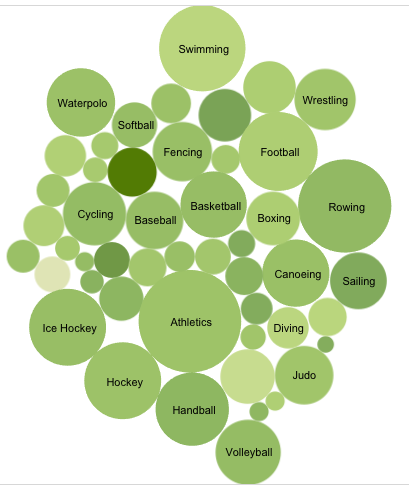 Swimming
Waterpolo
Wrestling
Softball
Fencing
Football
Cycling
Baseball
Basketball
Boxing
Rowing
Canoeing
Sailing
Ice Hockey
Athletics
Diving
Hockey
Judo
Handball
Volleyball